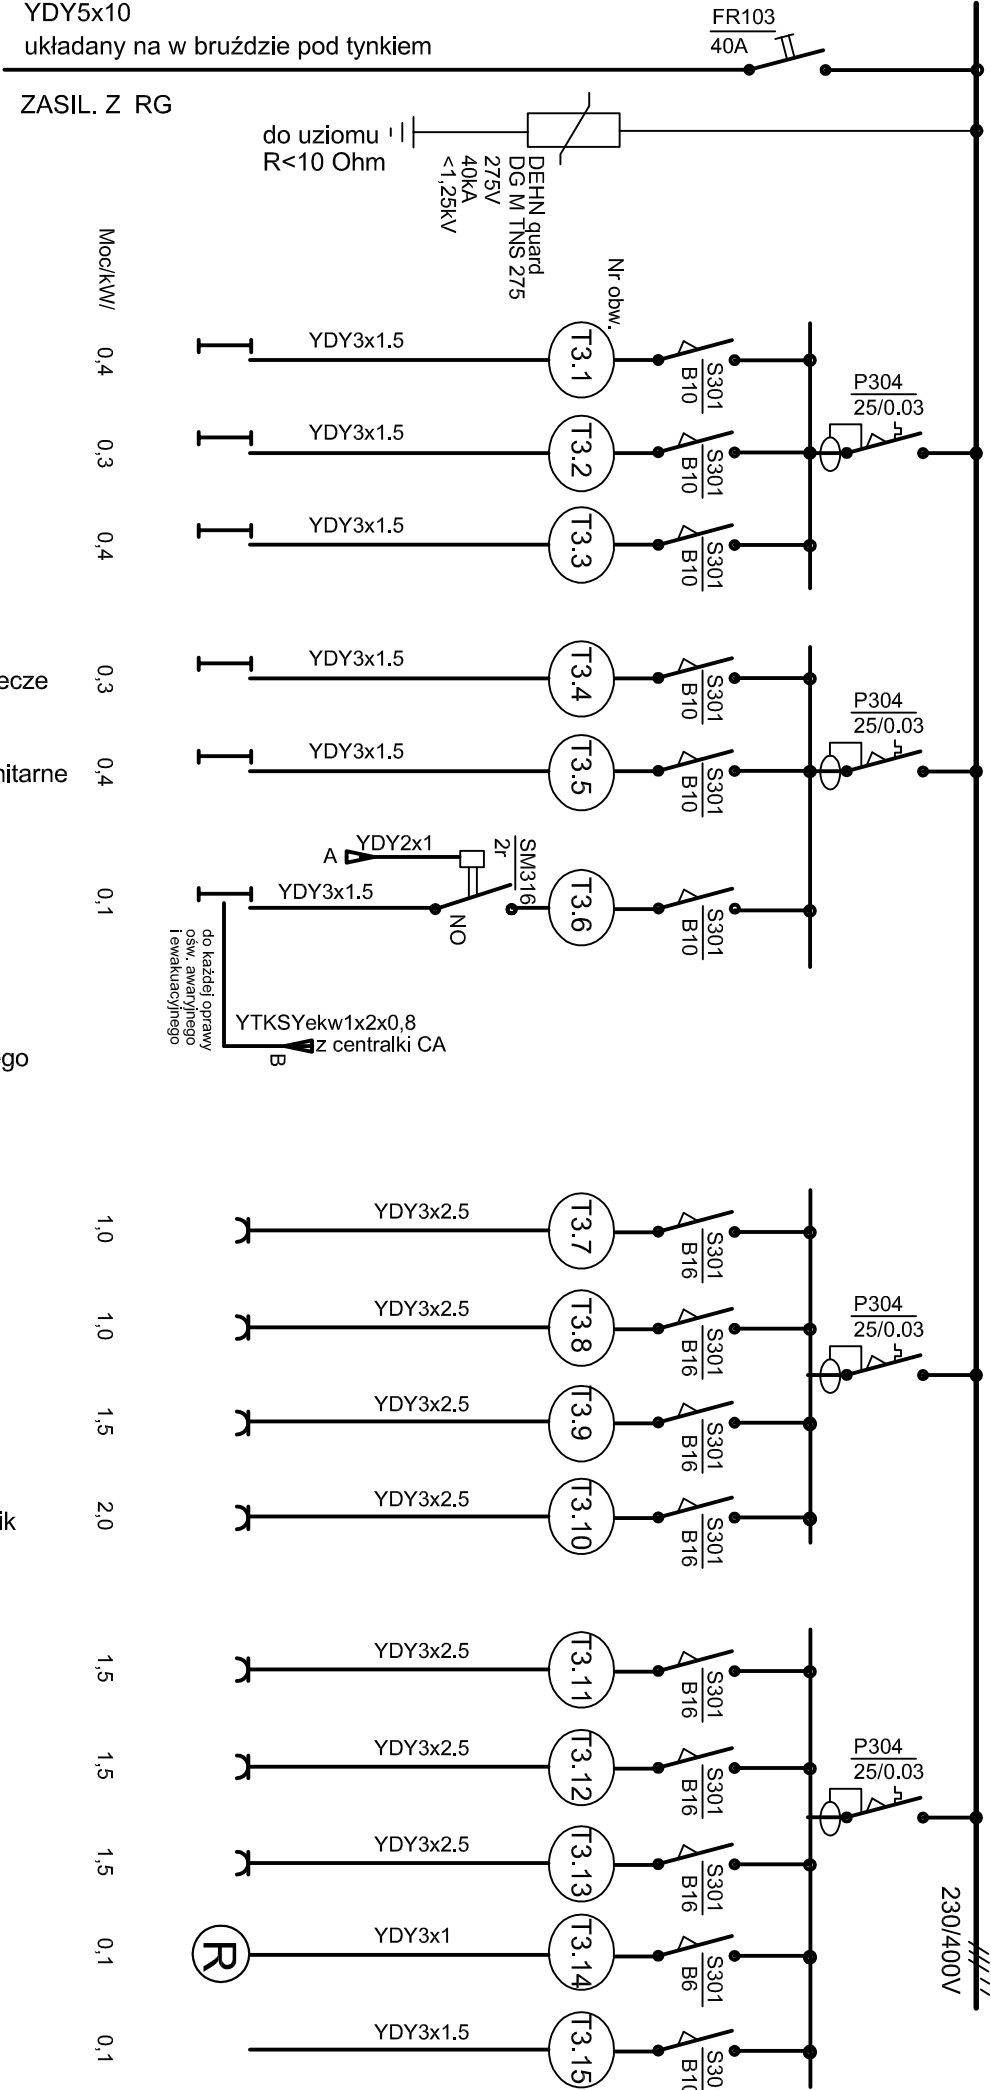 YDY5x10
układany na w bruździe pod tynkiem
FR103
40A
ZASIL. Z RG
do uziomu
R<10 Ohm
DEHN quard
DG M TNS 275
275V
40kA
<1,25kV
Moc/kW/
Nr obw.
0,4
YDY3x1.5
T3.1
S301
B10
P304
25/0.03
0,3
YDY3x1.5
T3.2
S301
B10
0,4
YDY3x1.5
T3.3
S301
B10
ecze
0,3
YDY3x1.5
T3.4
S301
B10
P304
25/0.03
nitarne
0,4
YDY3x1.5
T3.5
S301
B10
A
YDY2x1
SM316
2r
0,1
YDY3x1.5
NO
T3.6
S301
B10
do każdej oprawy
ośw. awaryjnego
i ewakuacyjnego
YTKSYekw1x2x0,8
z centralki CA
B
ego
1,0
YDY3x2.5
T3.7
S301
B16
1,0
YDY3x2.5
T3.8
S301
B16
P304
25/0.03
1,5
YDY3x2.5
T3.9
S301
B16
ik
2,0
YDY3x2.5
T3.10
S301
B16
1,5
YDY3x2.5
T3.11
S301
B16
1,5
YDY3x2.5
T3.12
S301
B16
P304
25/0.03
1,5
YDY3x2.5
T3.13
S301
B16
230/400V
0,1
R
YDY3x1
T3.14
S301
B6
0,1
YDY3x1.5
T3.15
S30
B10